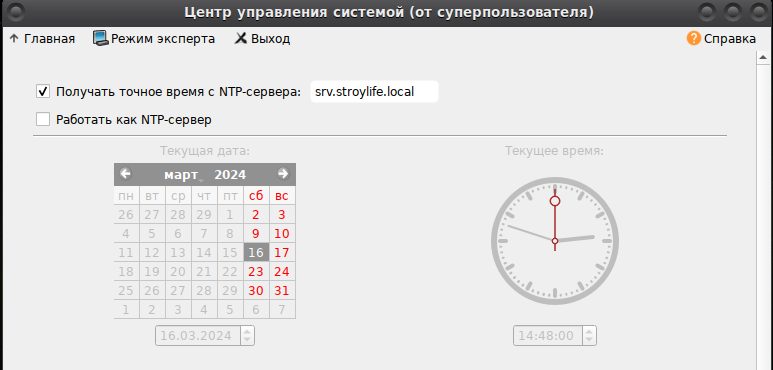 Центр управления системой (от суперпользователя)
Главная Режим эксперта Выход Справка
Получать точное время с NTP-сервера: srv.stroylife.local
Работать как NTP-сервер
Текущая дата: Текущее время:
март 2024
пн вт ср чт пт сб вс
26 27 28 29 1 2 3
4 5 6 7 8 9 10
11 12 13 14 15 16 17
18 19 20 21 22 23 24
25 26 27 28 29 30 31
1 2 3 4 5 6 7
16.03.2024 14:48:00